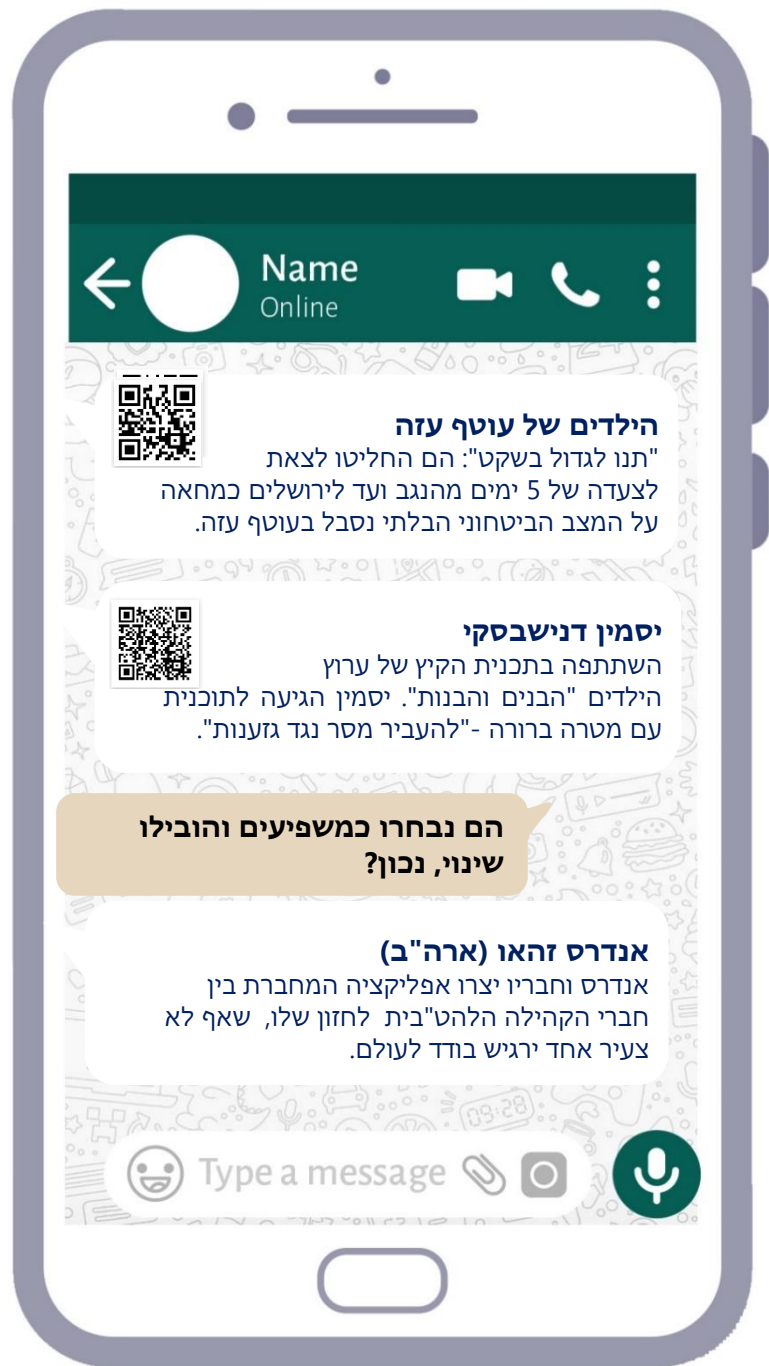 Name
Online
הילדים של עוטף עזה
"תנו לגדול בשקט": הם החליטו לצאת
לצעדה של 5 ימים מהנגב ועד לירושלים כמחאה
על המצב הביטחוני הבלתי נסבל בעוטף עזה.
יסמין דנישבסקי
השתתפה בתכנית הקיץ של ערוץ
הילדים "הבנים והבנות". יסמין הגיעה לתוכנית
עם מטרה ברורה -"להעביר מסר נגד גזענות".
הם נבחרו כמשפיעים והובילו
שינוי, נכון?
אנדרס זהאו (ארה"ב)
אנדרס וחבריו יצרו אפליקציה המחברת בין
חברי הקהילה הלהט"בית לחזון שלו, שאף לא
צעיר אחד ירגיש בודד לעולם.
09:28
Type a message